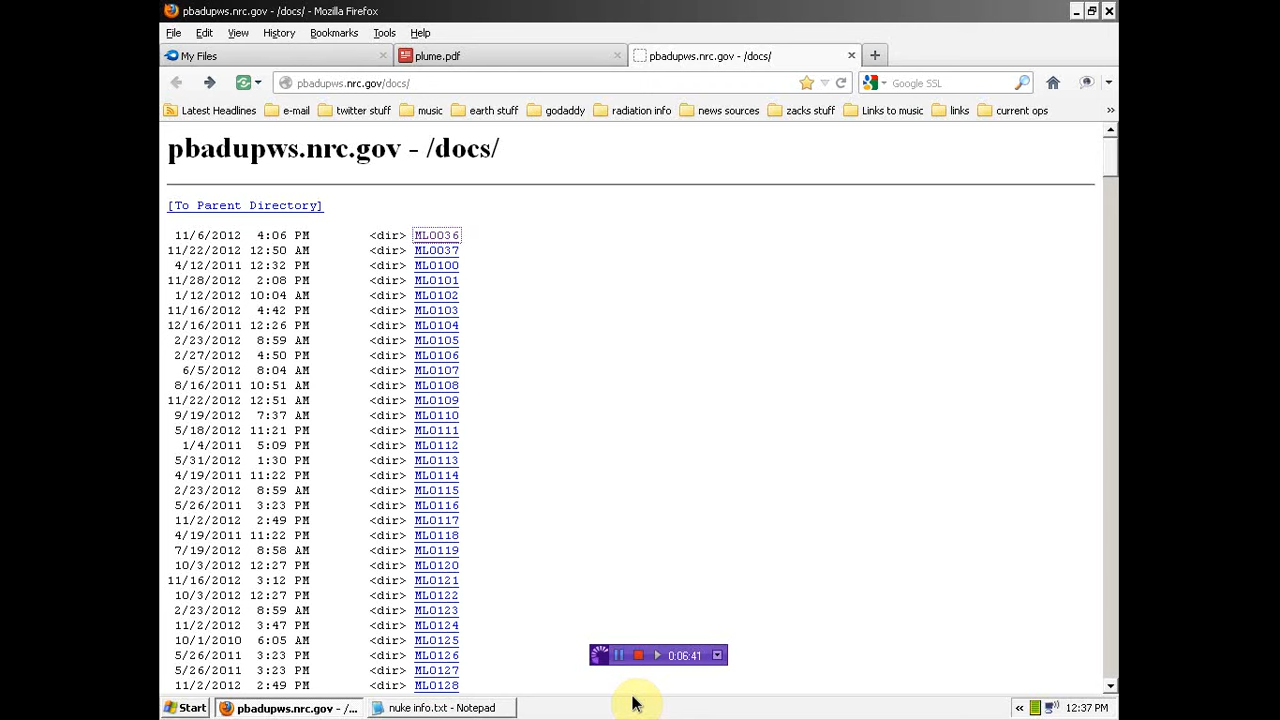 pbadupws.nrc.gov - /docs/ - Mozilla Firefox
File Edit View History Bookmarks Tools Help
My Files plume.pdf pbadupws.nrc.gov - /docs/
pbadupws.nrc.gov/docs/ Google SSL
Latest Headlines e-mail twitter stuff music earth stuff godaddy radiation info news sources zacks stuff Links to music links current ops
pbadupws.nrc.gov - /docs/
[To Parent Directory]
11/6/2012 4:06 PM <dir> ML0036
11/22/2012 12:50 AM <dir> ML0037
4/12/2011 12:32 PM <dir> ML0100
11/28/2012 2:08 PM <dir> ML0101
1/12/2012 10:04 AM <dir> ML0102
11/16/2012 4:42 PM <dir> ML0103
12/16/2011 12:26 PM <dir> ML0104
2/23/2012 8:59 AM <dir> ML0105
2/27/2012 4:50 PM <dir> ML0106
6/5/2012 8:04 AM <dir> ML0107
8/16/2011 10:51 AM <dir> ML0108
11/22/2012 12:51 AM <dir> ML0109
9/19/2012 7:37 AM <dir> ML0110
5/18/2012 11:21 PM <dir> ML0111
1/4/2011 5:09 PM <dir> ML0112
5/31/2012 1:30 PM <dir> ML0113
4/19/2011 11:22 PM <dir> ML0114
2/23/2012 8:59 AM <dir> ML0115
5/26/2011 3:23 PM <dir> ML0116
11/2/2012 2:49 PM <dir> ML0117
4/19/2011 11:22 PM <dir> ML0118
7/19/2012 8:58 AM <dir> ML0119
10/3/2012 12:27 PM <dir> ML0120
11/16/2012 3:12 PM <dir> ML0121
10/3/2012 12:27 PM <dir> ML0122
2/23/2012 8:59 AM <dir> ML0123
11/2/2012 3:47 PM <dir> ML0124
10/1/2010 6:05 AM <dir> ML0125
5/26/2011 3:23 PM <dir> ML0126
5/26/2011 3:23 PM <dir> ML0127
11/2/2012 2:49 PM <dir> ML0128
0:06:41
Start pbadupws.nrc.gov - /... nuke info.txt - Notepad 12:37 PM